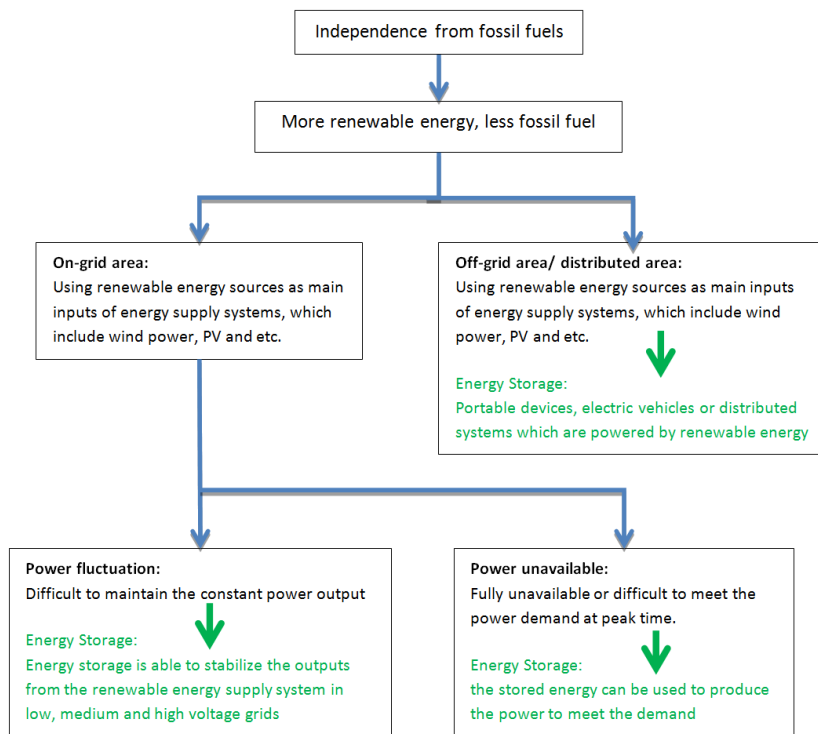 Independence from fossil fuels
More renewable energy, less fossil fuel
On-grid area:
Using renewable energy sources as main
inputs of energy supply systems, which
include wind power, PV and etc.
Off-grid area/ distributed area:
Using renewable energy sources as main inputs
of energy supply systems, which include wind
power, PV and etc.
Energy Storage:
Portable devices, electric vehicles or distributed
systems which are powered by renewable energy
Power fluctuation:
Difficult to maintain the constant power output
Energy Storage:
Energy storage is able to stabilize the outputs
from the renewable energy supply system in
low, medium and high voltage grids
Power unavailable:
Fully unavailable or difficult to meet the
power demand at peak time.
Energy Storage:
the stored energy can be used to produce
the power to meet the demand